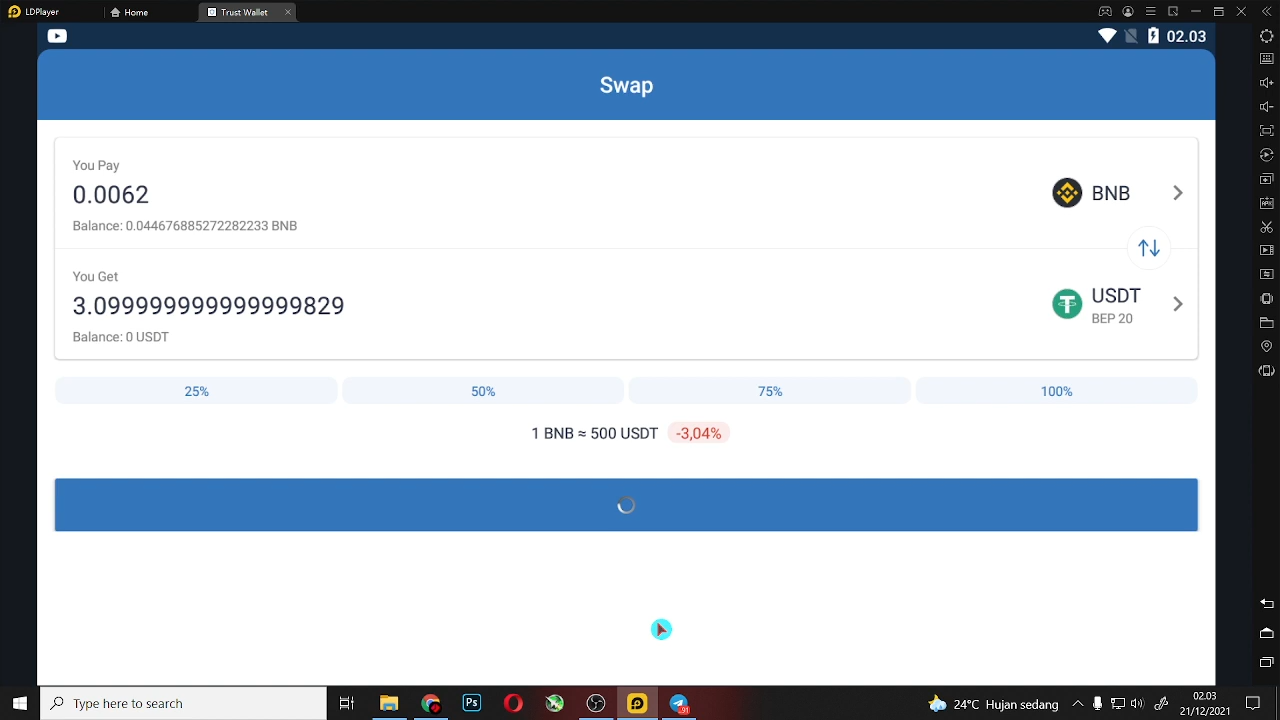 LDPlayer
Home
Trust Wallet
02.03
Swap
You Pay
0.0062
BNB
Balance: 0.044676885272282233 BNB
You Get
3.099999999999999829
USDT
BEP 20
Balance: 0 USDT
25%
50%
75%
100%
1 BNB ≈ 500 USDT
-3,04%
Type here to search
Ps
24°C Hujan sedang
02.03
21/12/2021